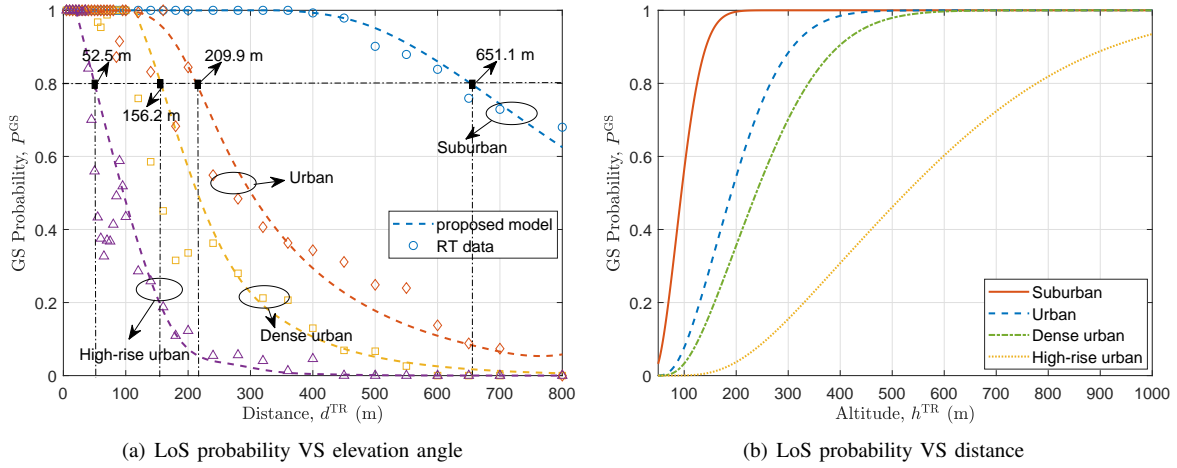 GS Probability, P^GS
1
0.8
0.6
0.4
0.2
0
0 100 200 300 400 500 600 700 800
Distance, d^TR (m)
52.5 m
209.9 m
651.1 m
156.2 m
Suburban
Urban
Dense urban
High-rise urban
proposed model
RT data
(a) LoS probability VS elevation angle
GS Probability, P^GS
1
0.8
0.6
0.4
0.2
0
100 200 300 400 500 600 700 800 900 1000
Altitude, h^TR (m)
Suburban
Urban
Dense urban
High-rise urban
(b) LoS probability VS distance